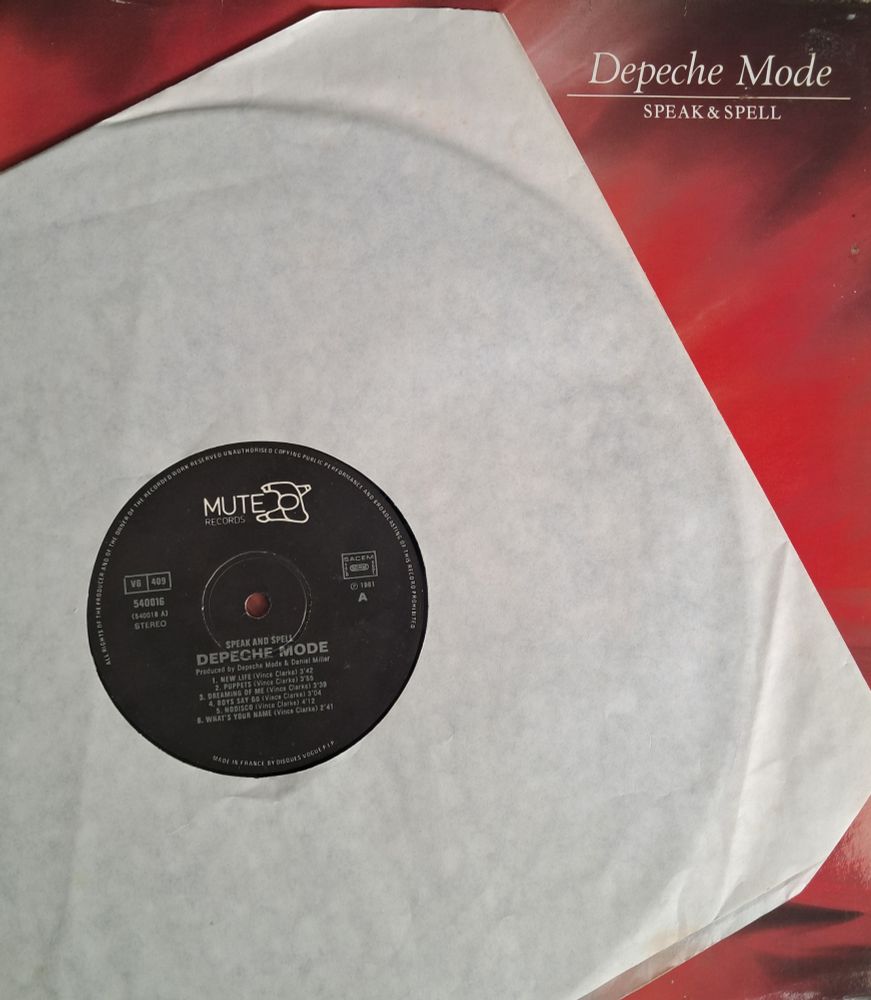 Depeche Mode
SPEAK & SPELL
ALL RIGHTS OF THE PRODUCER AND OF THE OWNER OF THE RECORDED WORK RESERVED UNAUTHORISED COPYING PUBLIC PERFORMANCE AND BROADCASTING OF THIS RECORD PROHIBITED
MUTE
RECORDS
VG 409
540016
(540016 A)
STEREO
SACEM
℗ 1981
A
SPEAK AND SPELL
DEPECHE MODE
Produced by Depeche Mode & Daniel Miller
1. NEW LIFE (Vince Clarke) 3'42
2. PUPPETS (Vince Clarke) 3'55
3. DREAMING OF ME (Vince Clarke) 3'39
4. BOYS SAY GO (Vince Clarke) 3'04
5. NODISCO (Vince Clarke) 4'12
6. WHAT'S YOUR NAME (Vince Clarke) 2'41
MADE IN FRANCE BY DISQUES VOGUE P.I.P.